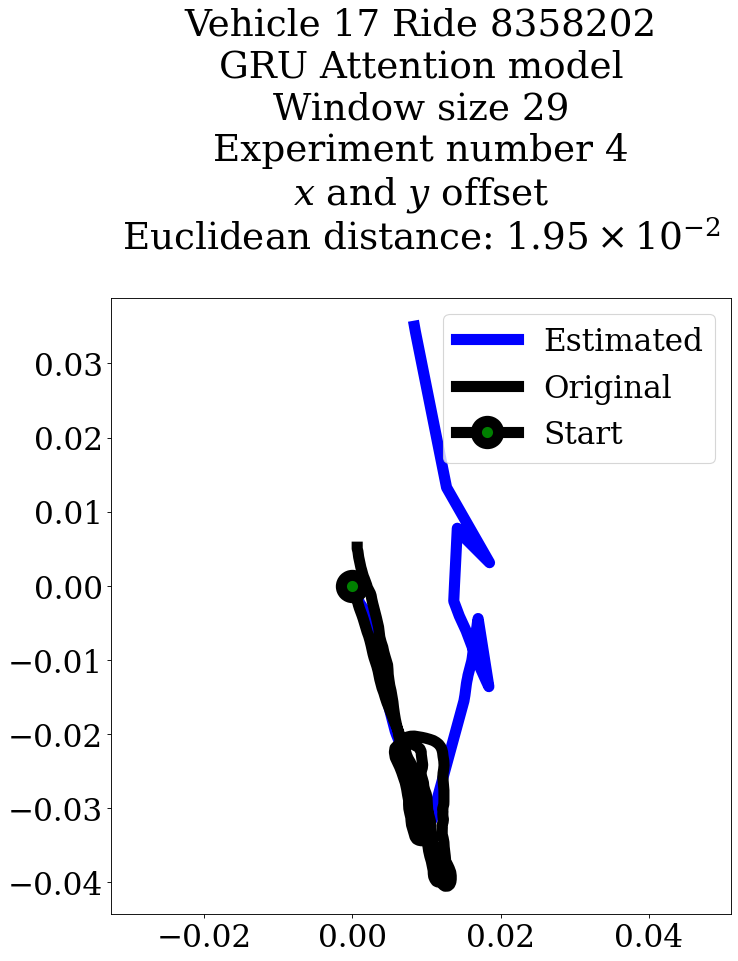 Vehicle 17 Ride 8358202
GRU Attention model
Window size 29
Experiment number 4
x and y offset
Euclidean distance: 1.95 × 10⁻²
Estimated
Original
Start
0.03
0.02
0.01
0.00
−0.01
−0.02
−0.03
−0.04
−0.02 0.00 0.02 0.04